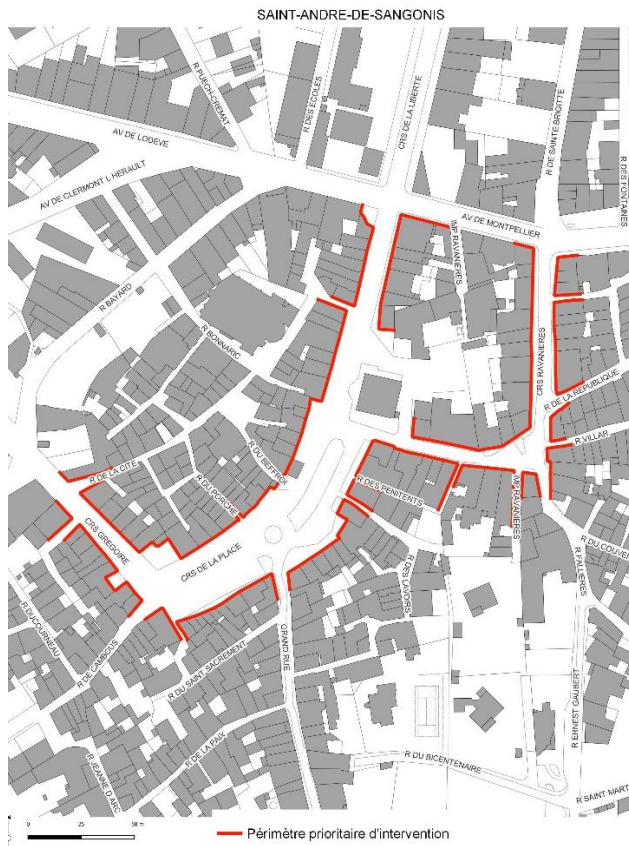 SAINT-ANDRE-DE-SANGONIS
R PUECH-CREMAT
R DES ECOLES
CRS DE LA LIBERTE
R DE SAINTE BRIGITTE
R DES FONTAINES
AV DE LODEVE
AV DE CLERMONT L HERAULT
AV DE MONTPELLIER
IMP RAVANIERES
R BAYARD
R BONNARIC
CRS RAVANIERES
R DE LA REPUBLIQUE
R VILLAR
R DU BEFFROI
R DE LA CITE
R DU PORCHE
R DES PENITENTS
IMP RAVANIERES
CRS GREGOIRE
CRS DE LA PLACE
R DU COUVE
R FALLIERES
R DES LAVOIRS
R DUCOURNEAU
R DE CAMBOUS
R DU SAINT SACREMENT
GRAND RUE
R ERNEST GAUBERT
R DE LA PAIX
R DU BICENTENAIRE
R JEANNE D'ARC
R SAINT MART
0 25 50 m
Périmètre prioritaire d'intervention